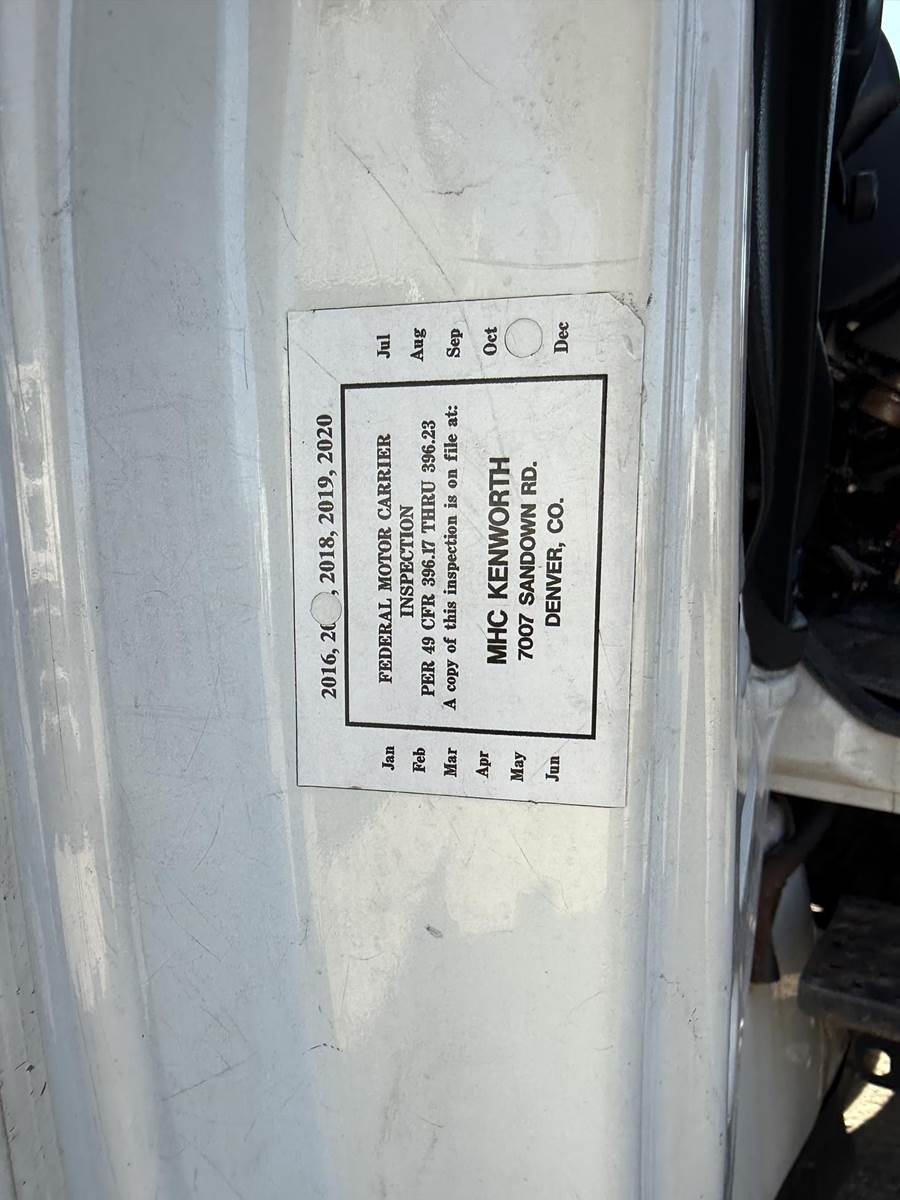 2016, 20 , 2018, 2019, 2020
FEDERAL MOTOR CARRIER
INSPECTION
PER 49 CFR 396.17 THRU 396.23
A copy of this inspection is on file at:
MHC KENWORTH
7007 SANDOWN RD.
DENVER, CO.
Jan
Feb
Mar
Apr
May
Jun
Jul
Aug
Sep
Oct
Dec